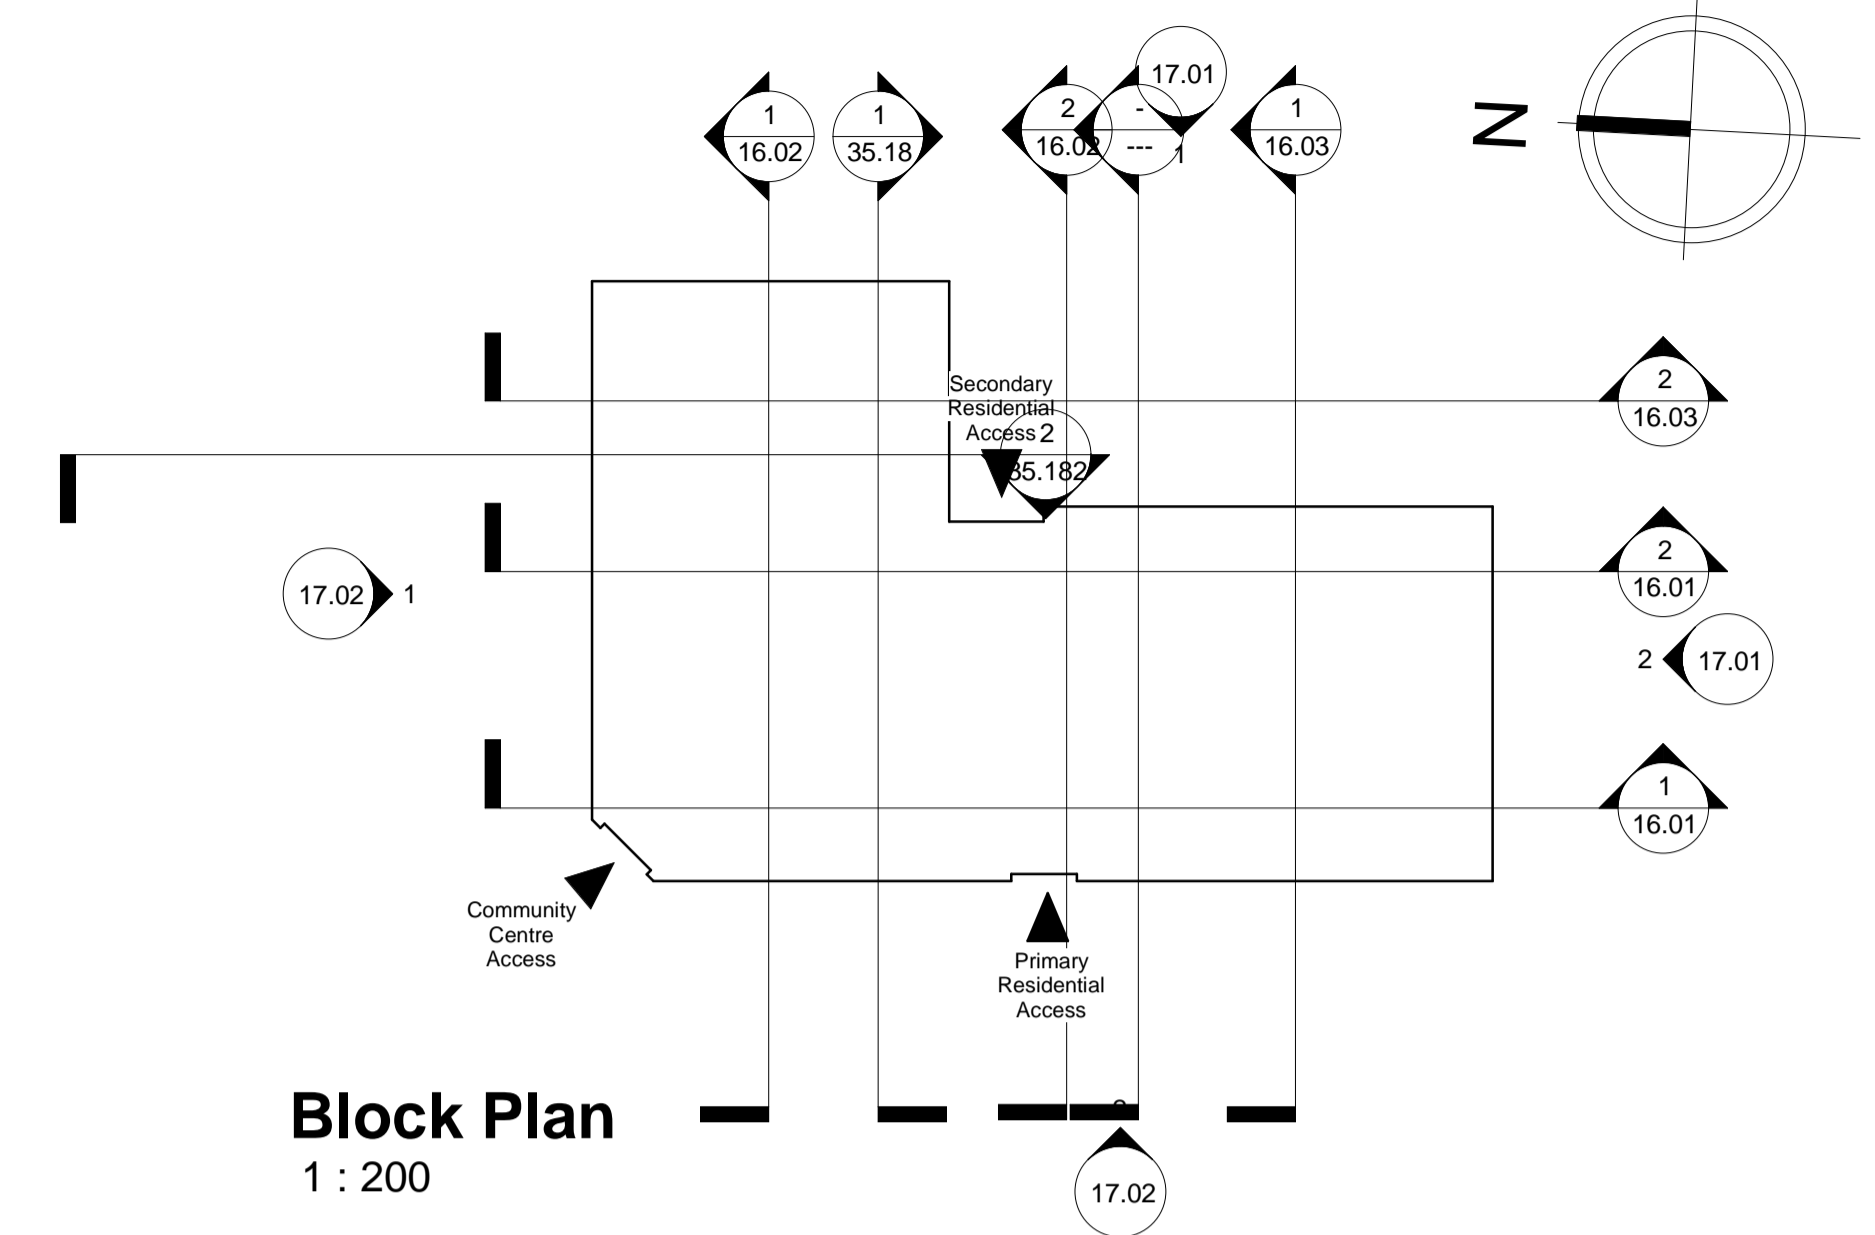 17.01
1
16.02
1
35.18
2
16.02
-
---
1
1
16.03
N
Secondary
Residential
Access
2
35.182
2
16.03
2
16.01
17.02
1
2
17.01
1
16.01
Community
Centre
Access
Primary
Residential
Access
Block Plan
1 : 200
17.02